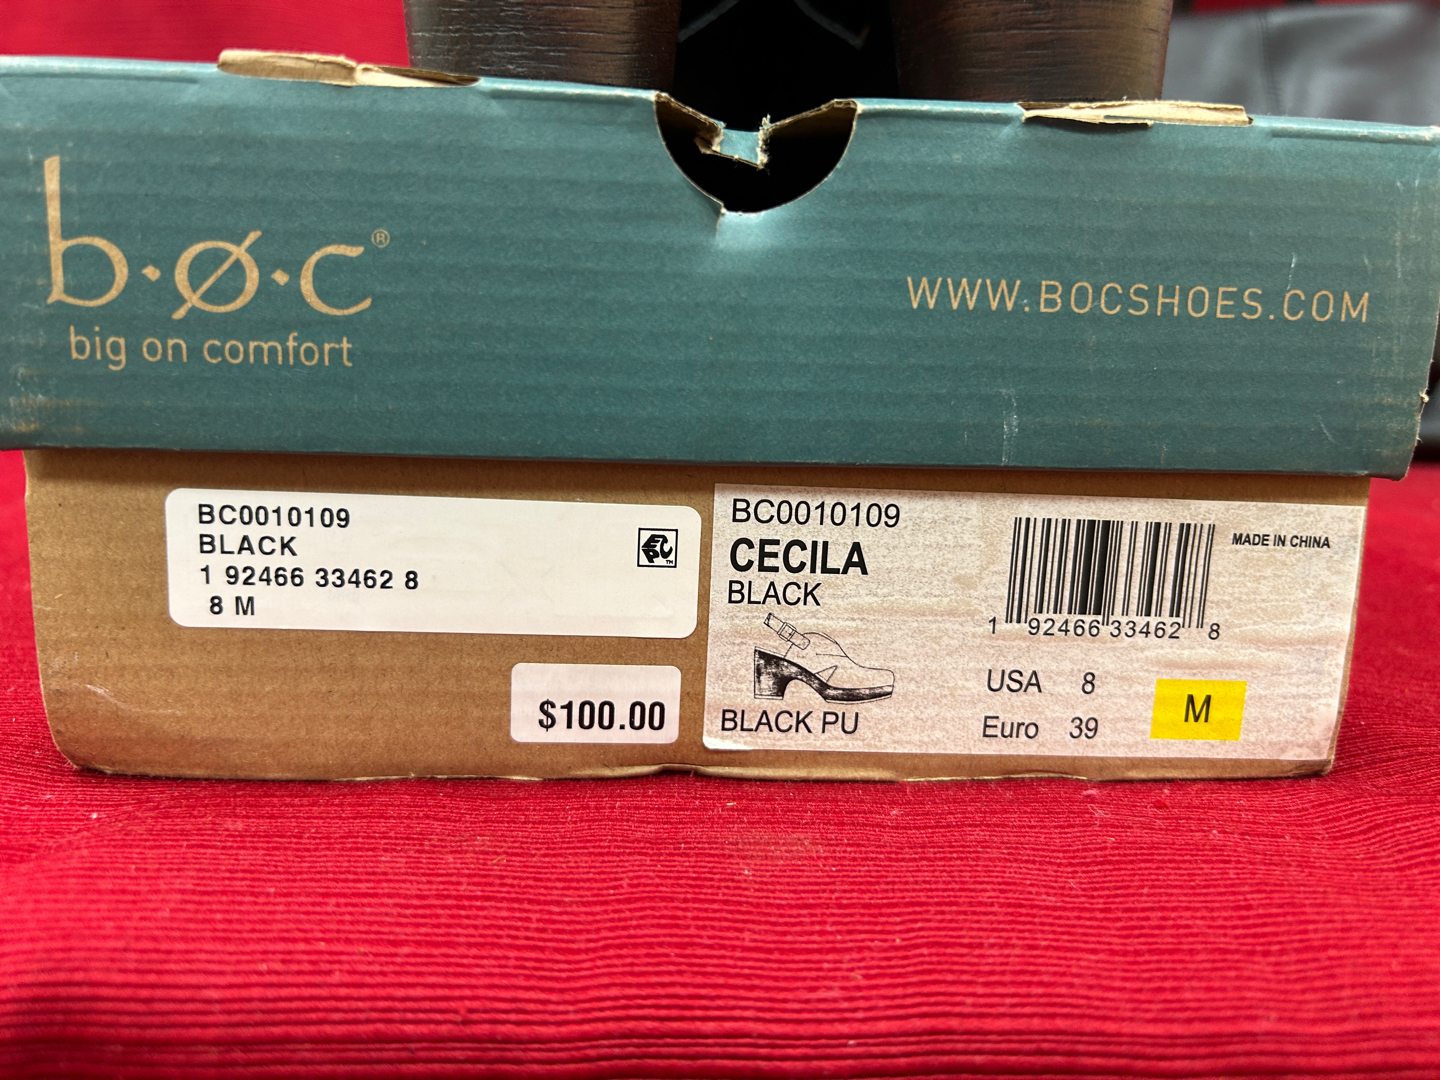 b·ø·c®
big on comfort
WWW.BOCSHOES.COM
BC0010109
BLACK
1 92466 33462 8
8 M
$100.00
BC0010109
CECILA
BLACK
BLACK PU
1 92466 33462 8
MADE IN CHINA
USA 8
Euro 39
M